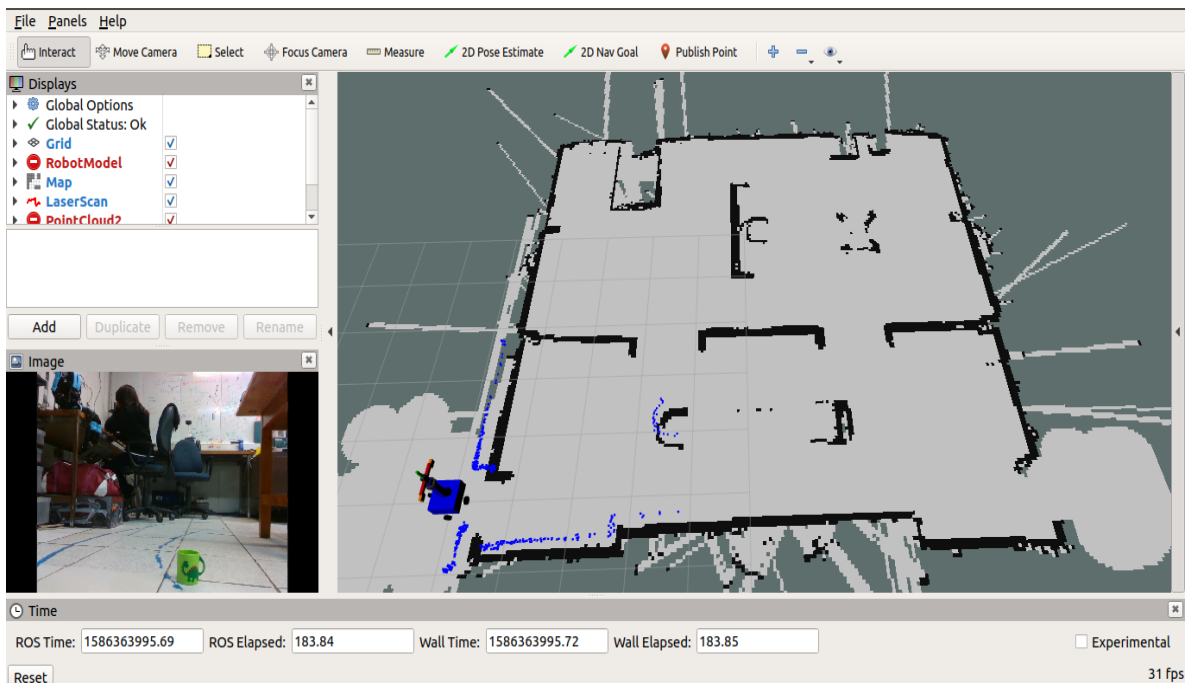 File Panels Help
Interact Move Camera Select Focus Camera Measure 2D Pose Estimate 2D Nav Goal Publish Point
Displays
Global Options
Global Status: Ok
Grid
RobotModel
Map
LaserScan
PointCloud2
Add Duplicate Remove Rename
Image
Time
ROS Time: 1586363995.69 ROS Elapsed: 183.84 Wall Time: 1586363995.72 Wall Elapsed: 183.85 Experimental
Reset 31 fps